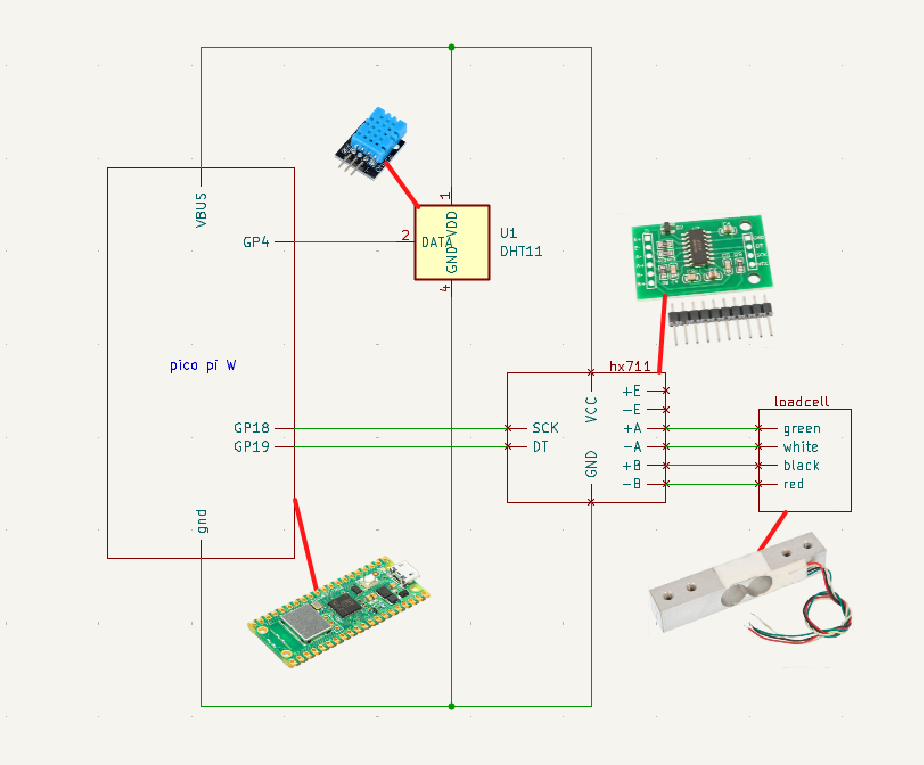 VBUS
GP4
pico pi W
GP18
GP19
gnd
1
2
DATA
VDD
GND
4
U1
DHT11
hx711
VCC
GND
SCK
DT
+E
-E
+A
-A
+B
-B
loadcell
green
white
black
red